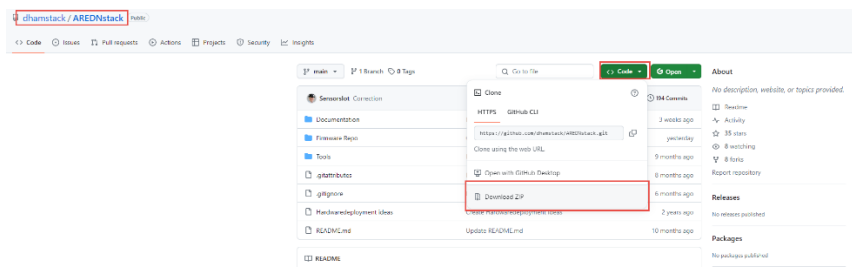 dhamstack / AREDNstack Public
Code Issues Pull requests Actions Projects Security Insights
main 1 Branch 0 Tags Go to file Code Open About
No description, website, or topics provided.
Sensorslot Correction Clone 194 Commits
Readme
HTTPS GitHub CLI
Documentation 3 weeks ago Activity
35 stars
Firmware Repo https://github.com/dhamstack/AREDNstack.git yesterday
8 watching
Clone using the web URL.
Tools 9 months ago
8 forks
.gitattributes Open with GitHub Desktop 8 months ago Report repository
.gitignore Download ZIP 6 months ago Releases
Hardwaredeployment ideas Create Hardwaredeployment ideas 2 years ago No releases published
README.md Update README.md 10 months ago
Packages
README No packages published